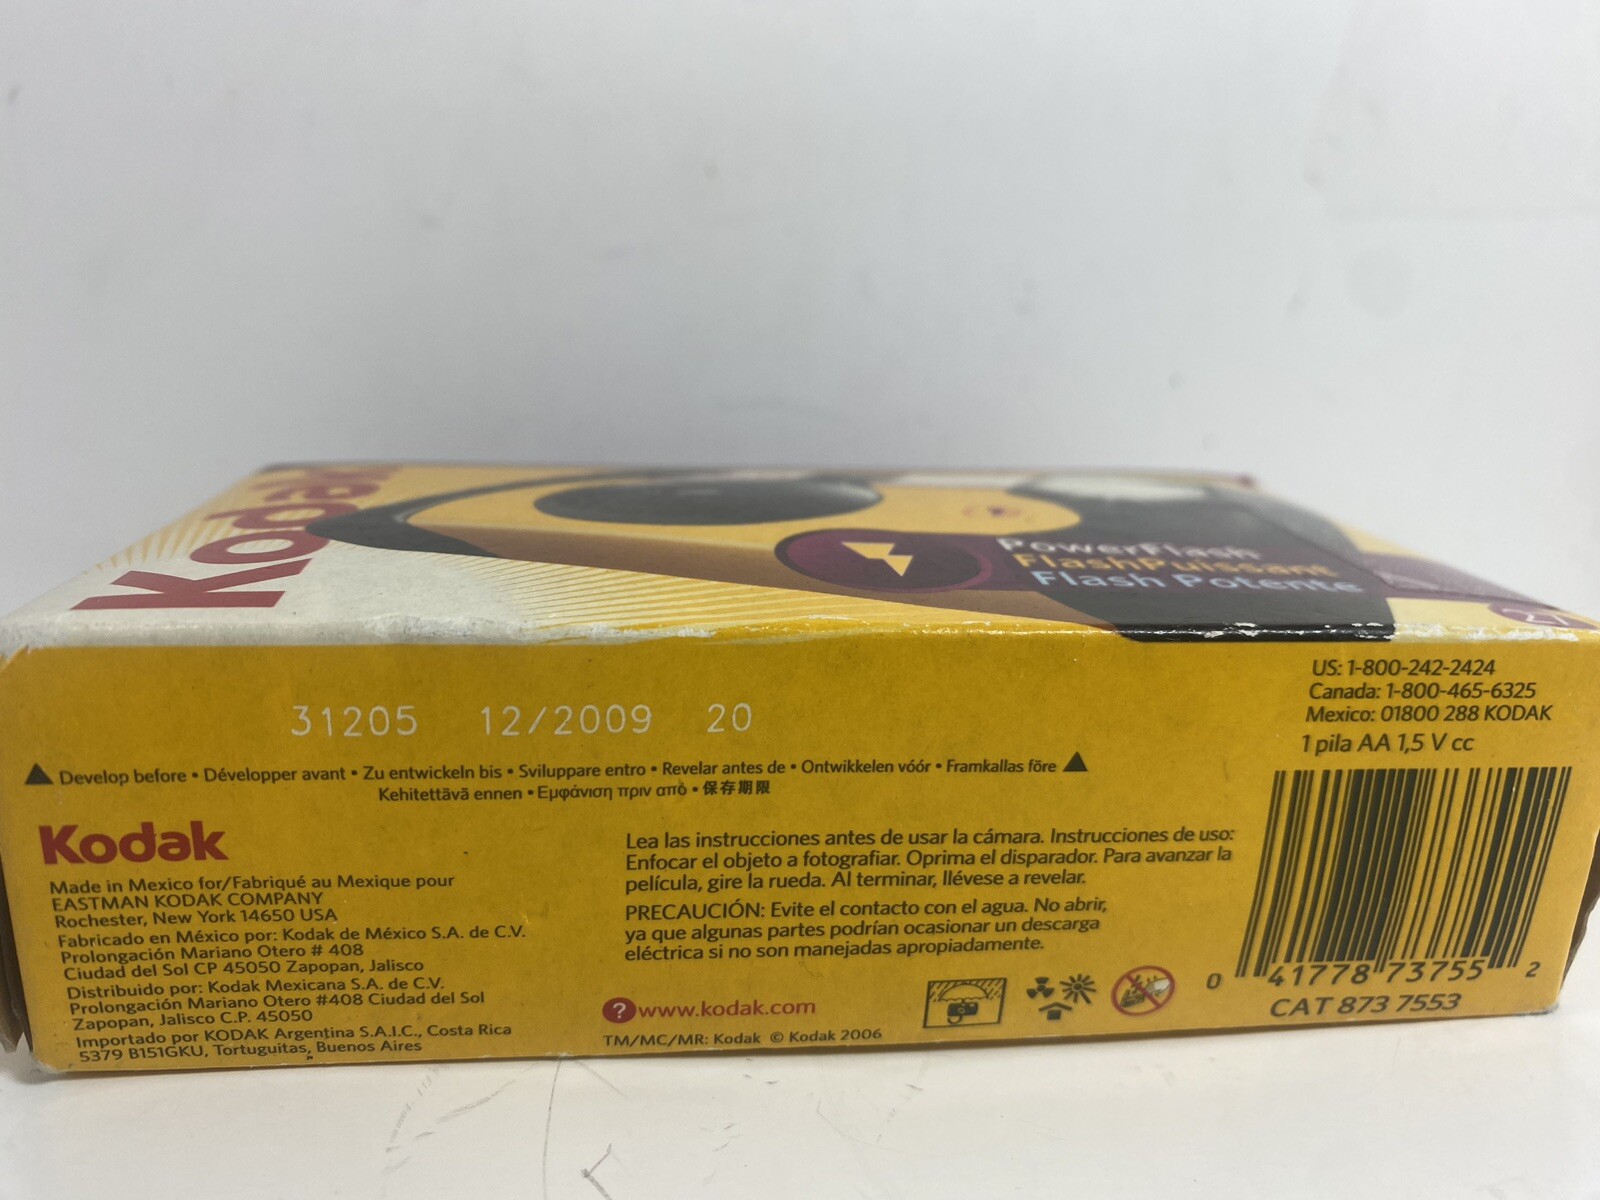 Kodak
PowerFlash
FlashPuissant
Flash Potente
27
31205 12/2009 20
▲ Develop before • Développer avant • Zu entwickeln bis • Sviluppare entro • Revelar antes de • Ontwikkelen vóór • Framkallas före ▲
Kehitettävä ennen • Εμφάνιση πριν από • 保存期限
US: 1-800-242-2424
Canada: 1-800-465-6325
Mexico: 01800 288 KODAK
1 pila AA 1,5 V cc
Kodak
Made in Mexico for/Fabriqué au Mexique pour
EASTMAN KODAK COMPANY
Rochester, New York 14650 USA
Fabricado en México por: Kodak de México S.A. de C.V.
Prolongación Mariano Otero # 408
Ciudad del Sol CP 45050 Zapopan, Jalisco
Distribuido por: Kodak Mexicana S.A. de C.V.
Prolongación Mariano Otero #408 Ciudad del Sol
Zapopan, Jalisco C.P. 45050
Importado por KODAK Argentina S.A.I.C., Costa Rica
5379 B151GKU, Tortuguitas, Buenos Aires
Lea las instrucciones antes de usar la cámara. Instrucciones de uso:
Enfocar el objeto a fotografiar. Oprima el disparador. Para avanzar la
película, gire la rueda. Al terminar, llévese a revelar.
PRECAUCIÓN: Evite el contacto con el agua. No abrir,
ya que algunas partes podrían ocasionar un descarga
eléctrica si no son manejadas apropiadamente.
? www.kodak.com
TM/MC/MR: Kodak © Kodak 2006
0 41778 73755 2
CAT 873 7553